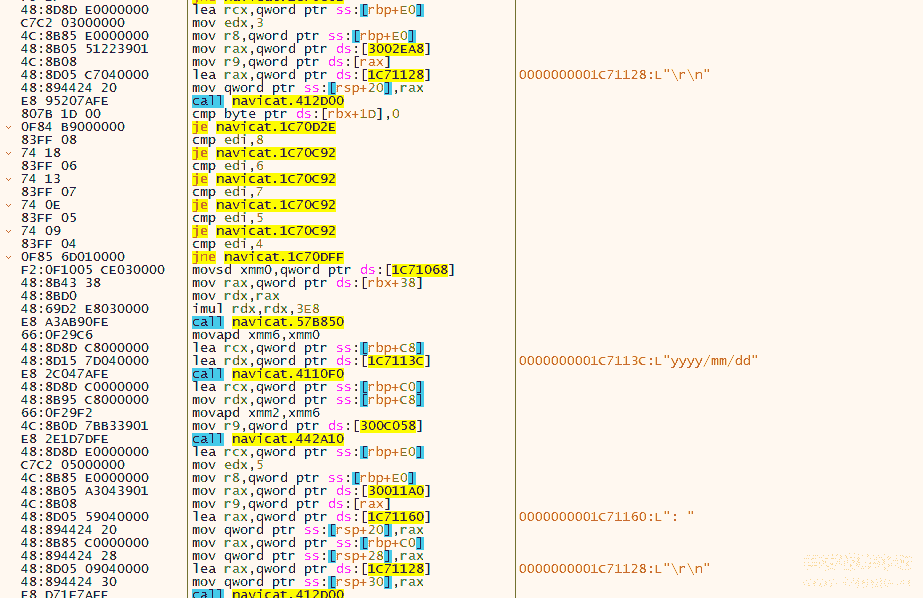 48:8D8D E0000000 lea rcx,qword ptr ss:[rbp+E0]
C7C2 03000000 mov edx,3
4C:8B85 E0000000 mov r8,qword ptr ss:[rbp+E0]
48:8B05 51223901 mov rax,qword ptr ds:[3002EA8]
4C:8B08 mov r9,qword ptr ds:[rax]
48:8D05 C7040000 lea rax,qword ptr ds:[1C71128] 0000000001C71128:L"\r\n"
48:894424 20 mov qword ptr ss:[rsp+20],rax
E8 95207AFE call navicat.412D00
807B 1D 00 cmp byte ptr ds:[rbx+1D],0
0F84 B9000000 je navicat.1C70D2E
83FF 08 cmp edi,8
74 18 je navicat.1C70C92
83FF 06 cmp edi,6
74 13 je navicat.1C70C92
83FF 07 cmp edi,7
74 0E je navicat.1C70C92
83FF 05 cmp edi,5
74 09 je navicat.1C70C92
83FF 04 cmp edi,4
0F85 6D010000 jne navicat.1C70DFF
F2:0F1005 CE030000 movsd xmm0,qword ptr ds:[1C71068]
48:8B43 38 mov rax,qword ptr ds:[rbx+38]
48:8BD0 mov rdx,rax
48:69D2 E8030000 imul rdx,rdx,3E8
E8 A3AB90FE call navicat.57B850
66:0F29C6 movapd xmm6,xmm0
48:8D8D C8000000 lea rcx,qword ptr ss:[rbp+C8]
48:8D15 7D040000 lea rdx,qword ptr ds:[1C7113C] 0000000001C7113C:L"yyyy/mm/dd"
E8 2C047AFE call navicat.4110F0
48:8D8D C0000000 lea rcx,qword ptr ss:[rbp+C0]
48:8B95 C8000000 mov rdx,qword ptr ss:[rbp+C8]
66:0F29F2 movapd xmm2,xmm6
4C:8B0D 7BB33901 mov r9,qword ptr ds:[300C058]
E8 2E1D7DFE call navicat.442A10
48:8D8D E0000000 lea rcx,qword ptr ss:[rbp+E0]
C7C2 05000000 mov edx,5
4C:8B85 E0000000 mov r8,qword ptr ss:[rbp+E0]
48:8B05 A3043901 mov rax,qword ptr ds:[30011A0]
4C:8B08 mov r9,qword ptr ds:[rax]
48:8D05 59040000 lea rax,qword ptr ds:[1C71160] 0000000001C71160:L": "
48:894424 20 mov qword ptr ss:[rsp+20],rax
48:8B85 C0000000 mov rax,qword ptr ss:[rbp+C0]
48:894424 28 mov qword ptr ss:[rsp+28],rax
48:8D05 09040000 lea rax,qword ptr ds:[1C71128] 0000000001C71128:L"\r\n"
48:894424 30 mov qword ptr ss:[rsp+30],rax
E8 D71F7AFE call navicat.412D00